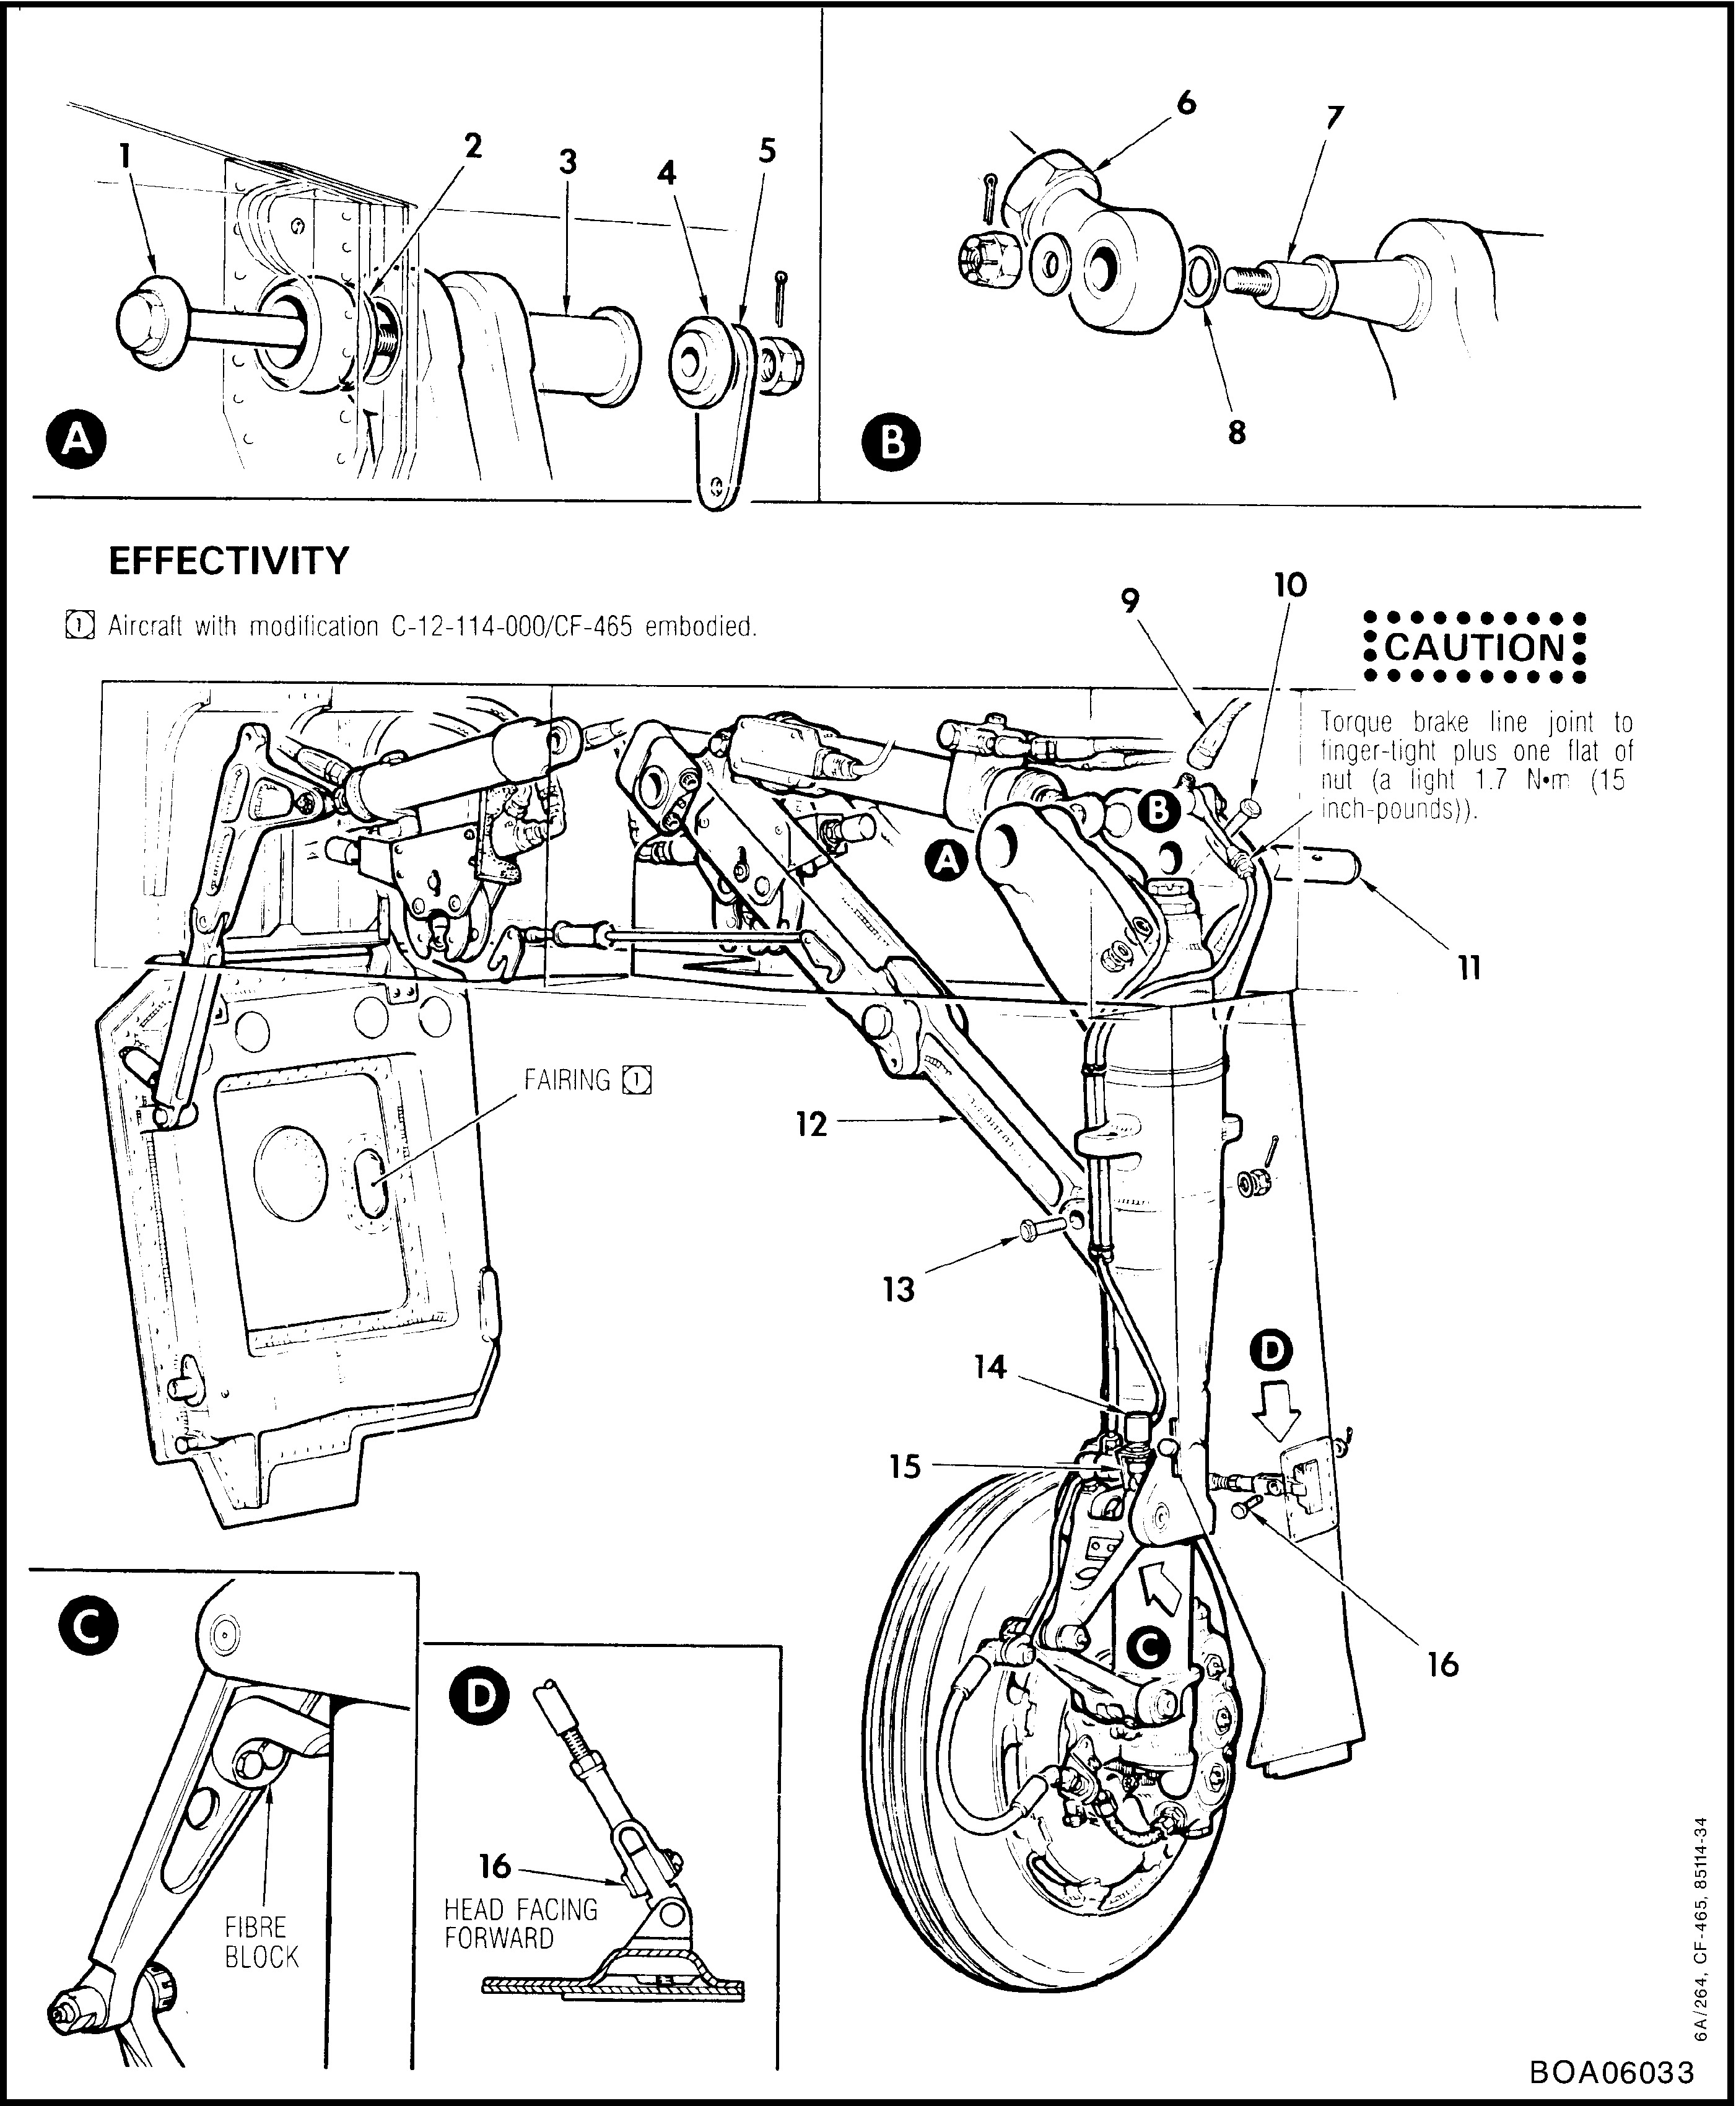 1
2
3
4
5
A
6
7
8
B
EFFECTIVITY
1 Aircraft with modification C-12-114-000/CF-465 embodied.
9
10
CAUTION
Torque brake line joint to
finger-tight plus one flat of
nut (a light 1.7 N•m (15
inch-pounds)).
A
B
11
FAIRING 1
12
13
14
15
D
16
C
C
FIBRE
BLOCK
D
16
HEAD FACING
FORWARD
6A/264, CF-465, 85114-34
BOA06033